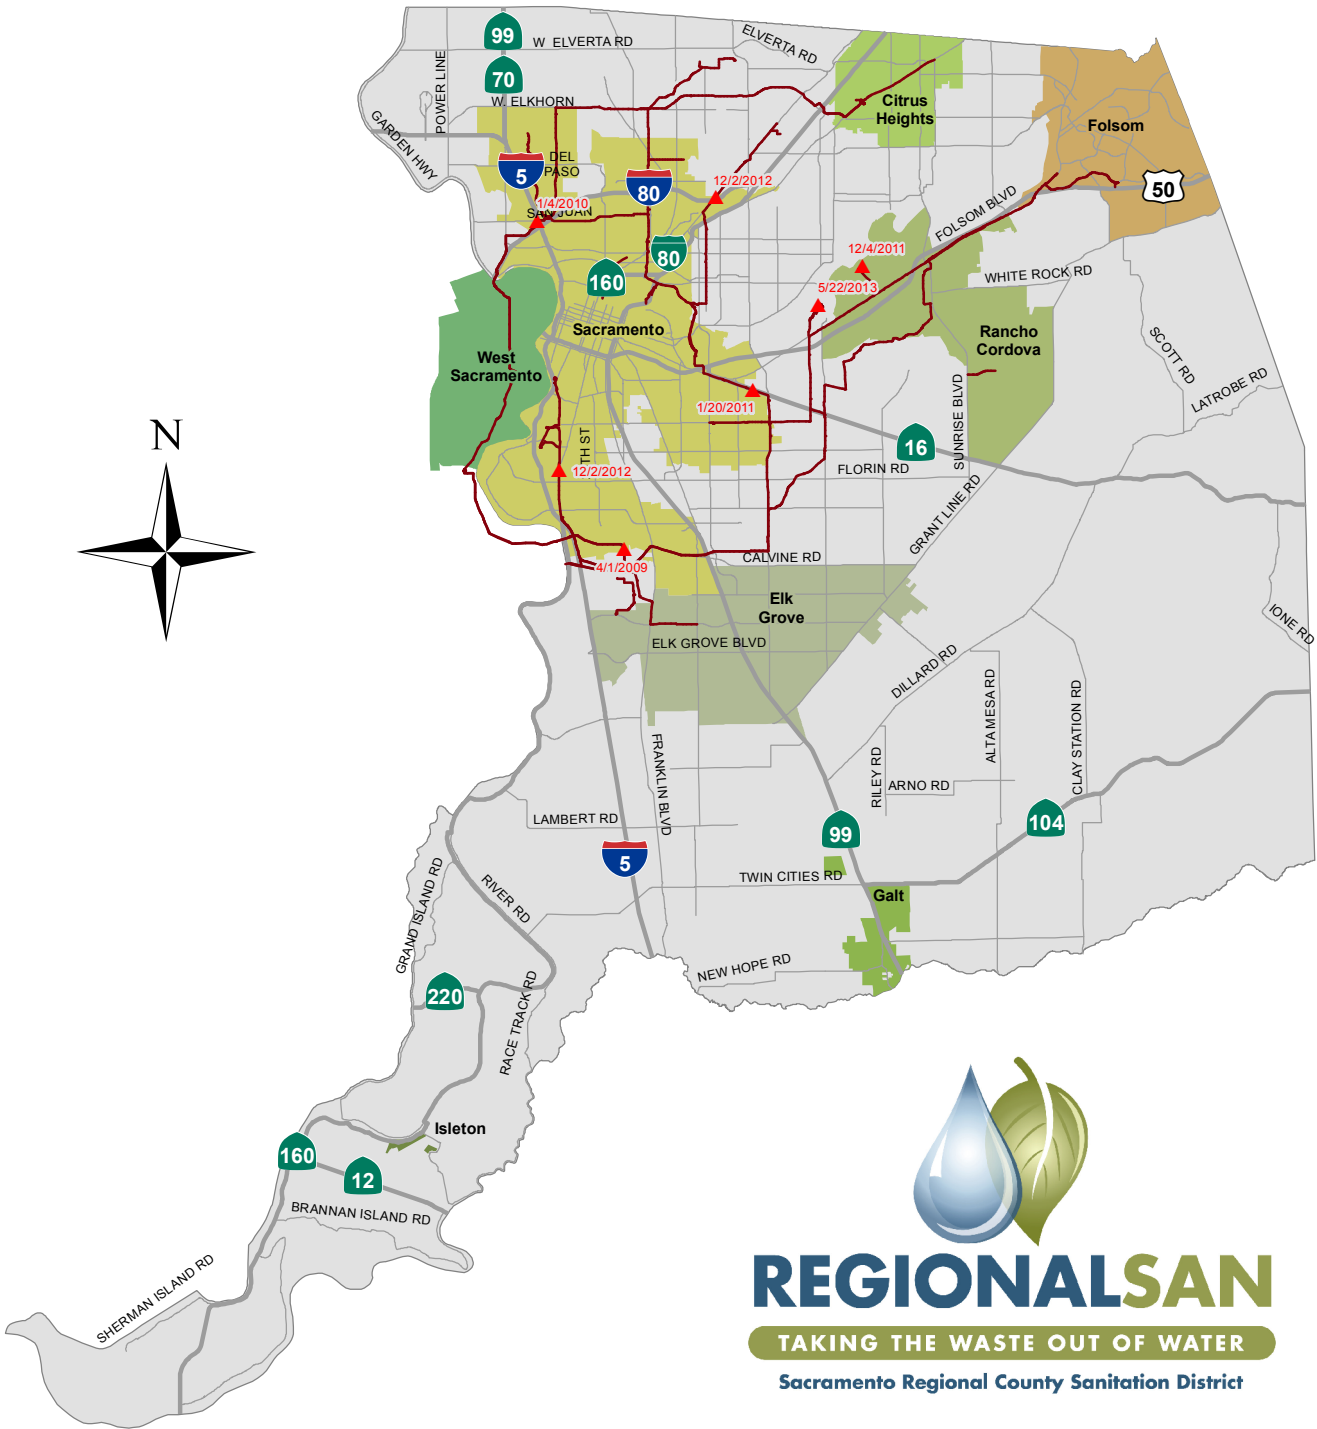 99
W ELVERTA RD
ELVERTA RD
POWER LINE
70
W. ELKHORN
Citrus
Heights
Folsom
GARDEN HWY
DEL
PASO
5
80
12/2/2012
50
1/4/2010
SAN JUAN
FOLSOM BLVD
80
12/4/2011
160
5/22/2013
WHITE ROCK RD
Sacramento
Rancho
Cordova
West
Sacramento
SCOTT RD
LATROBE RD
1/20/2011
SUNRISE BLVD
N
16
TH ST
12/2/2012
FLORIN RD
GRANT LINE RD
CALVINE RD
4/1/2009
Elk
Grove
IONE RD
ELK GROVE BLVD
DILLARD RD
ALTA MESA RD
CLAY STATION RD
FRANKLIN BLVD
RILEY RD
ARNO RD
LAMBERT RD
99
104
5
TWIN CITIES RD
Galt
GRAND ISLAND RD
RIVER RD
NEW HOPE RD
220
RACE TRACK RD
Isleton
160
12
BRANNAN ISLAND RD
SHERMAN ISLAND RD
REGIONALSAN
TAKING THE WASTE OUT OF WATER
Sacramento Regional County Sanitation District